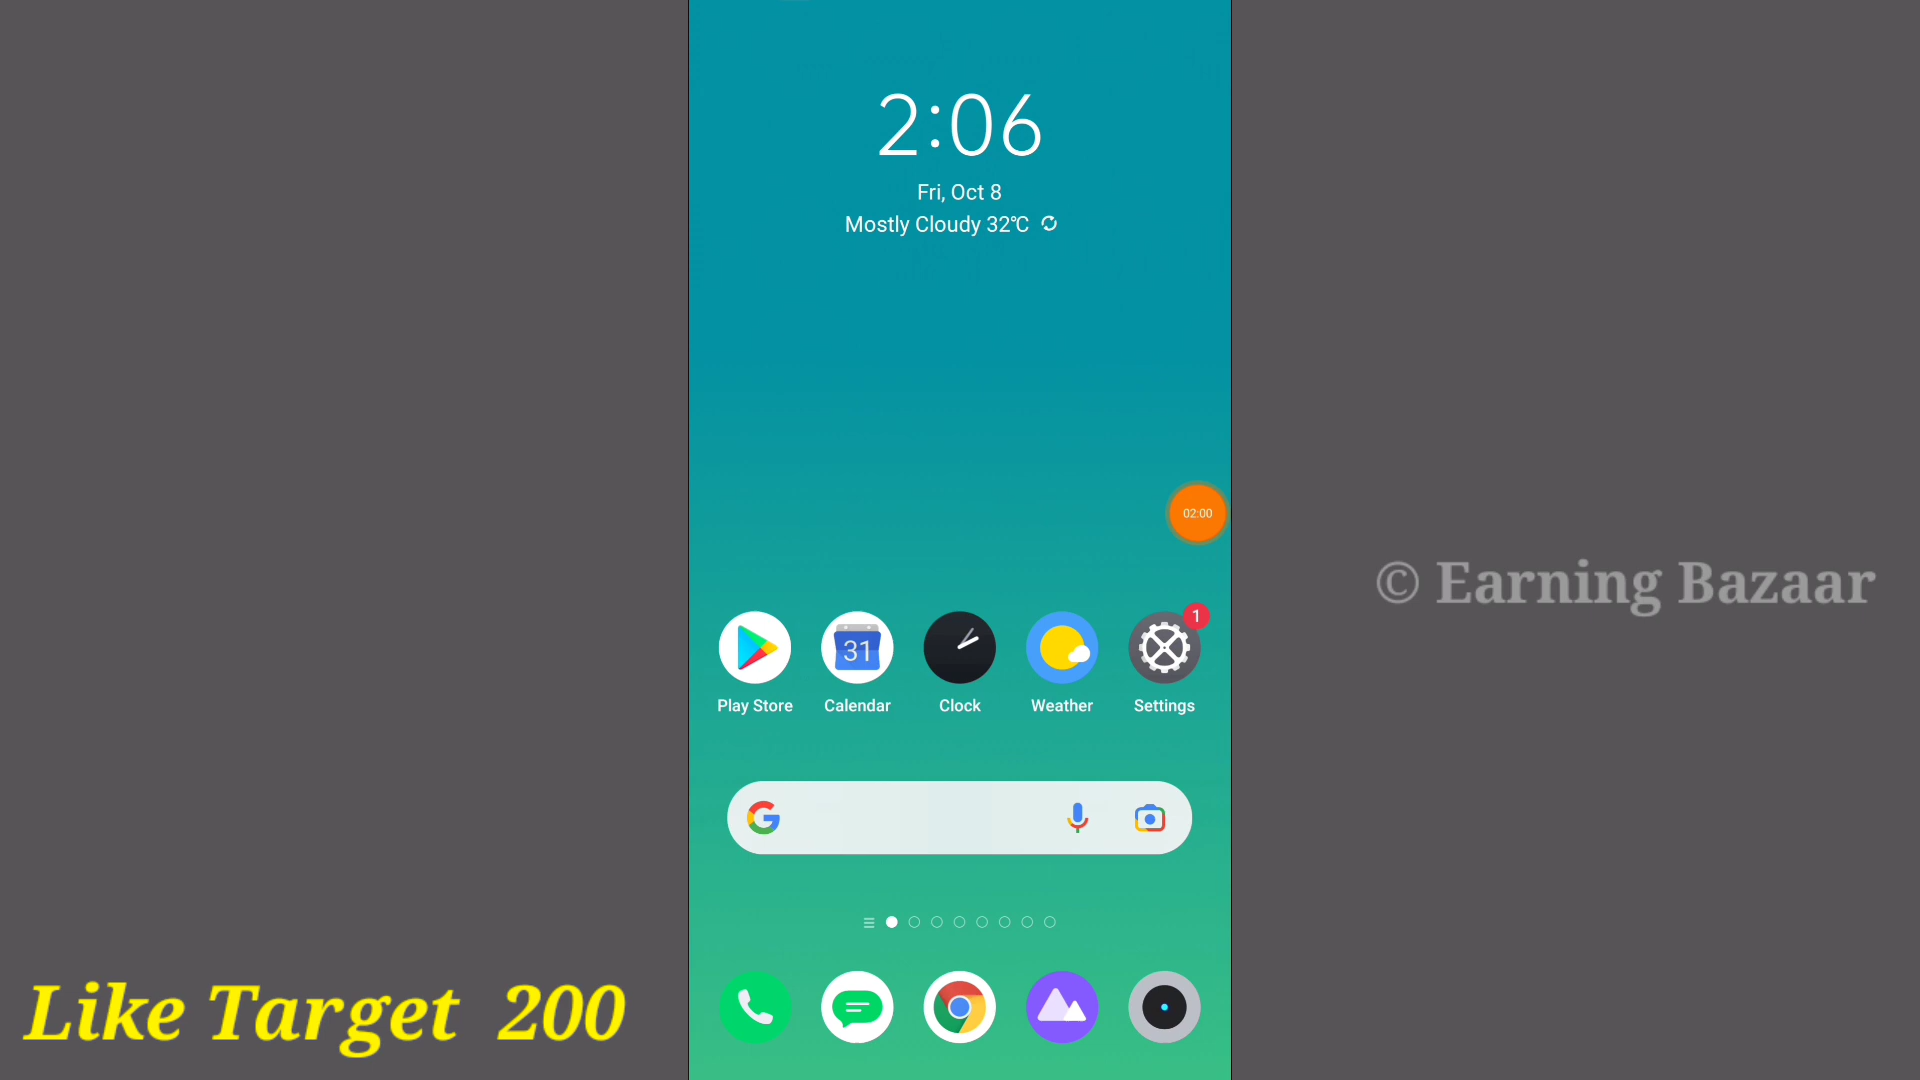 2:06
Fri, Oct 8
Mostly Cloudy 32℃
02:00
1
31
Play Store
Calendar
Clock
Weather
Settings
© Earning Bazaar
Like Target 200